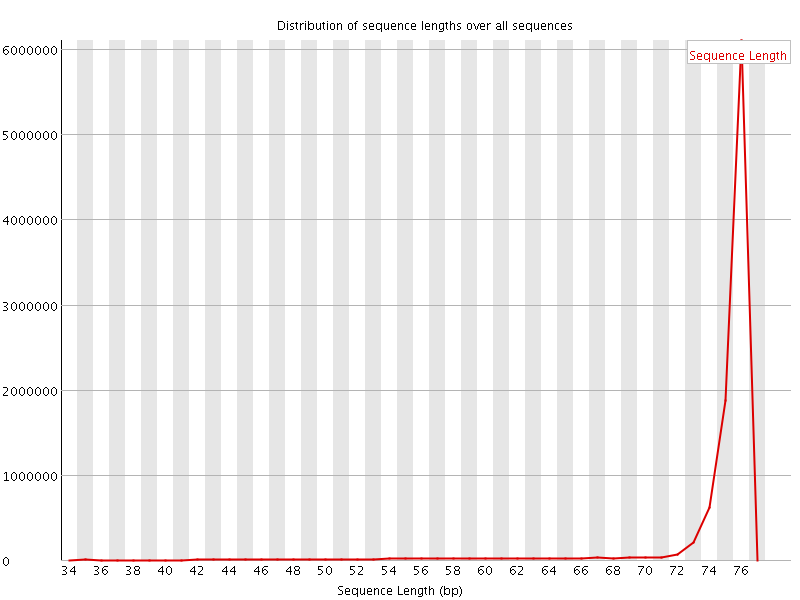 Distribution of sequence lengths over all sequences
6000000
Sequence Length
5000000
4000000
3000000
2000000
1000000
0
34 36 38 40 42 44 46 48 50 52 54 56 58 60 62 64 66 68 70 72 74 76
Sequence Length (bp)